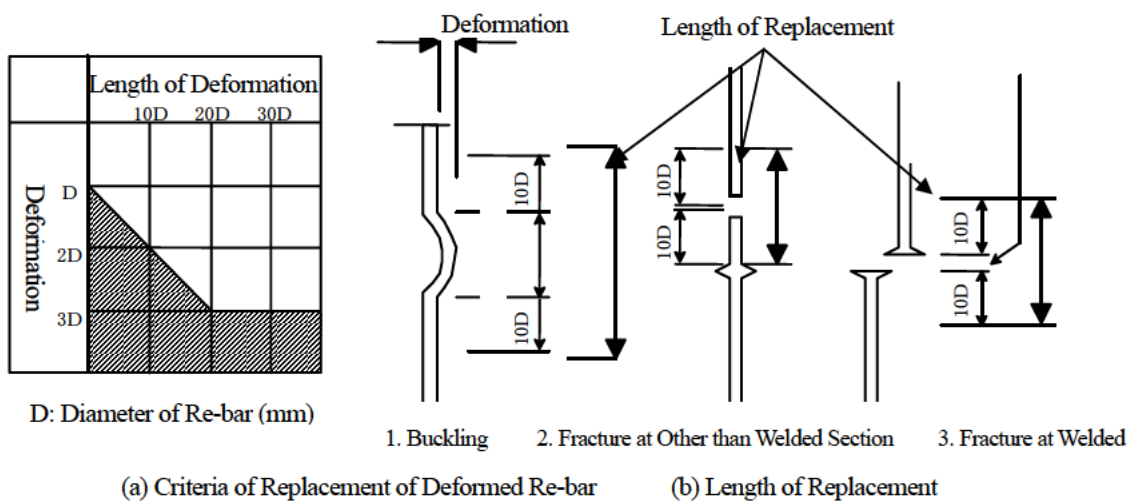 Length of Deformation
10D 20D 30D
Deformation
D
2D
3D
D: Diameter of Re-bar (mm)
Deformation
10D
10D
1. Buckling
Length of Replacement
10D
10D
2. Fracture at Other than Welded Section
10D
10D
3. Fracture at Welded
(a) Criteria of Replacement of Deformed Re-bar
(b) Length of Replacement